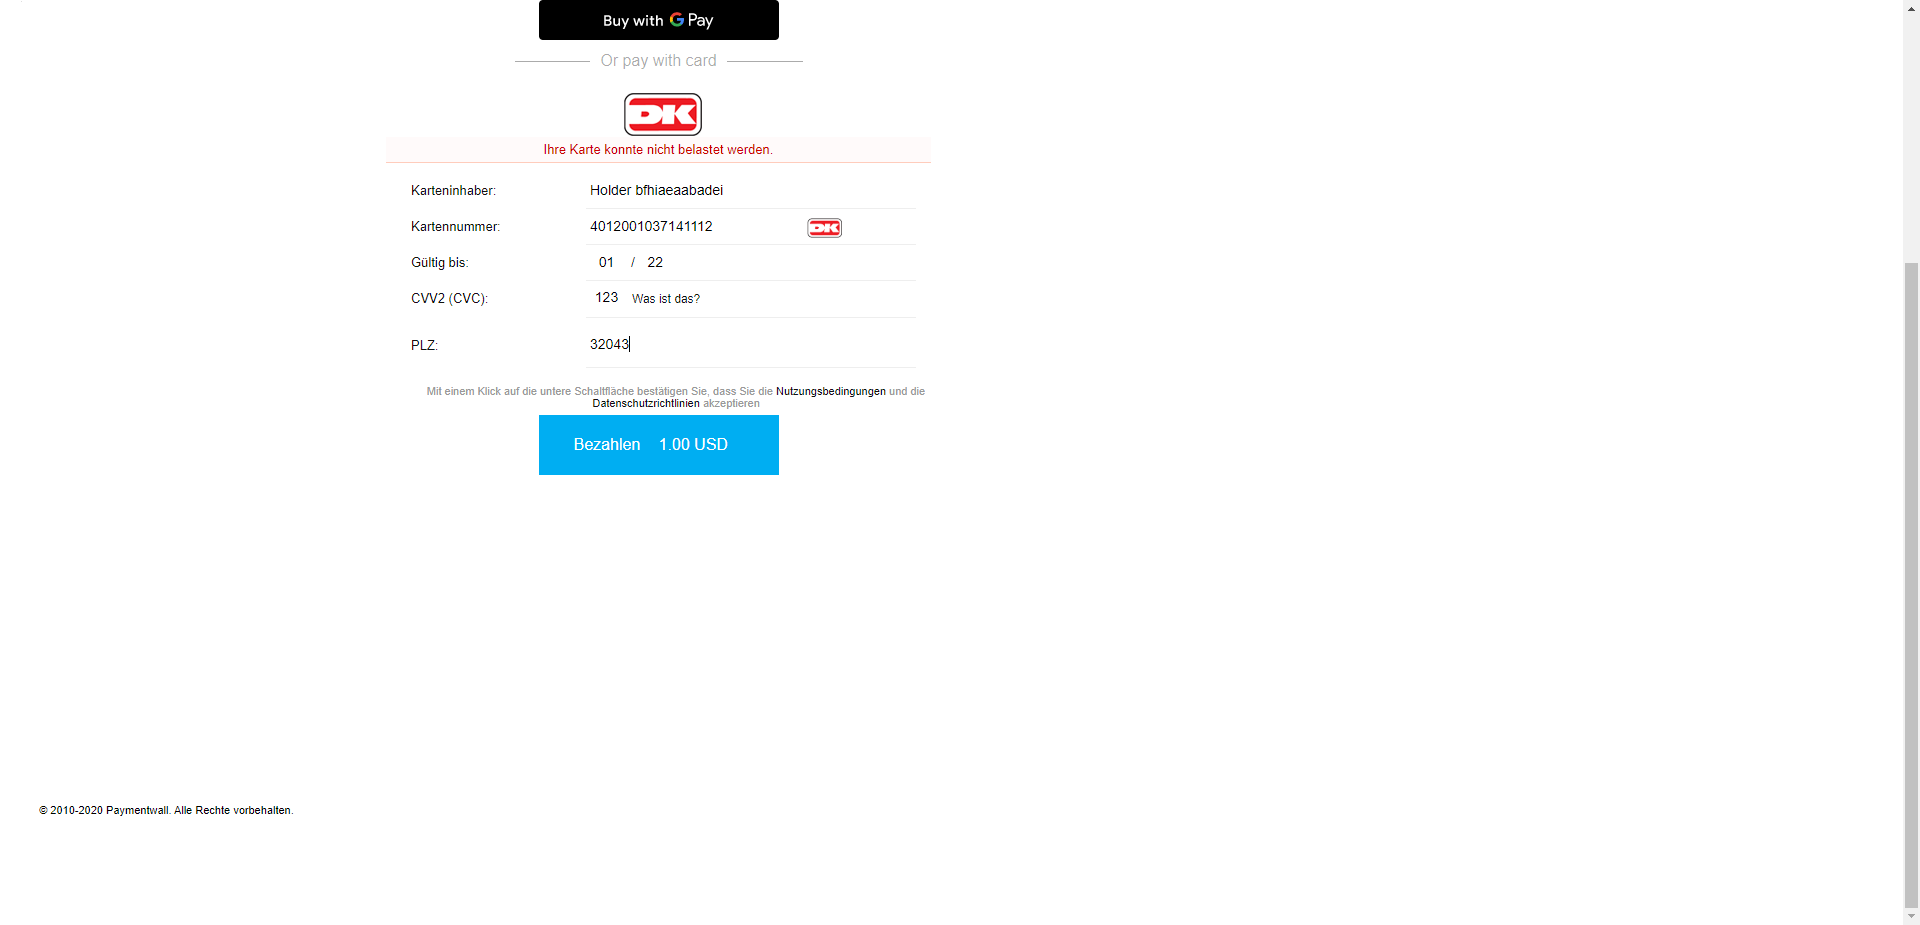 Buy with G Pay
Or pay with card
DK
Ihre Karte konnte nicht belastet werden.
Karteninhaber: Holder bfhiaeaabadei
Kartennummer: 4012001037141112 DK
Gültig bis: 01 / 22
CVV2 (CVC): 123 Was ist das?
PLZ: 32043
Mit einem Klick auf die untere Schaltfläche bestätigen Sie, dass Sie die Nutzungsbedingungen und die
Datenschutzrichtlinien akzeptieren
Bezahlen 1.00 USD
© 2010-2020 Paymentwall. Alle Rechte vorbehalten.